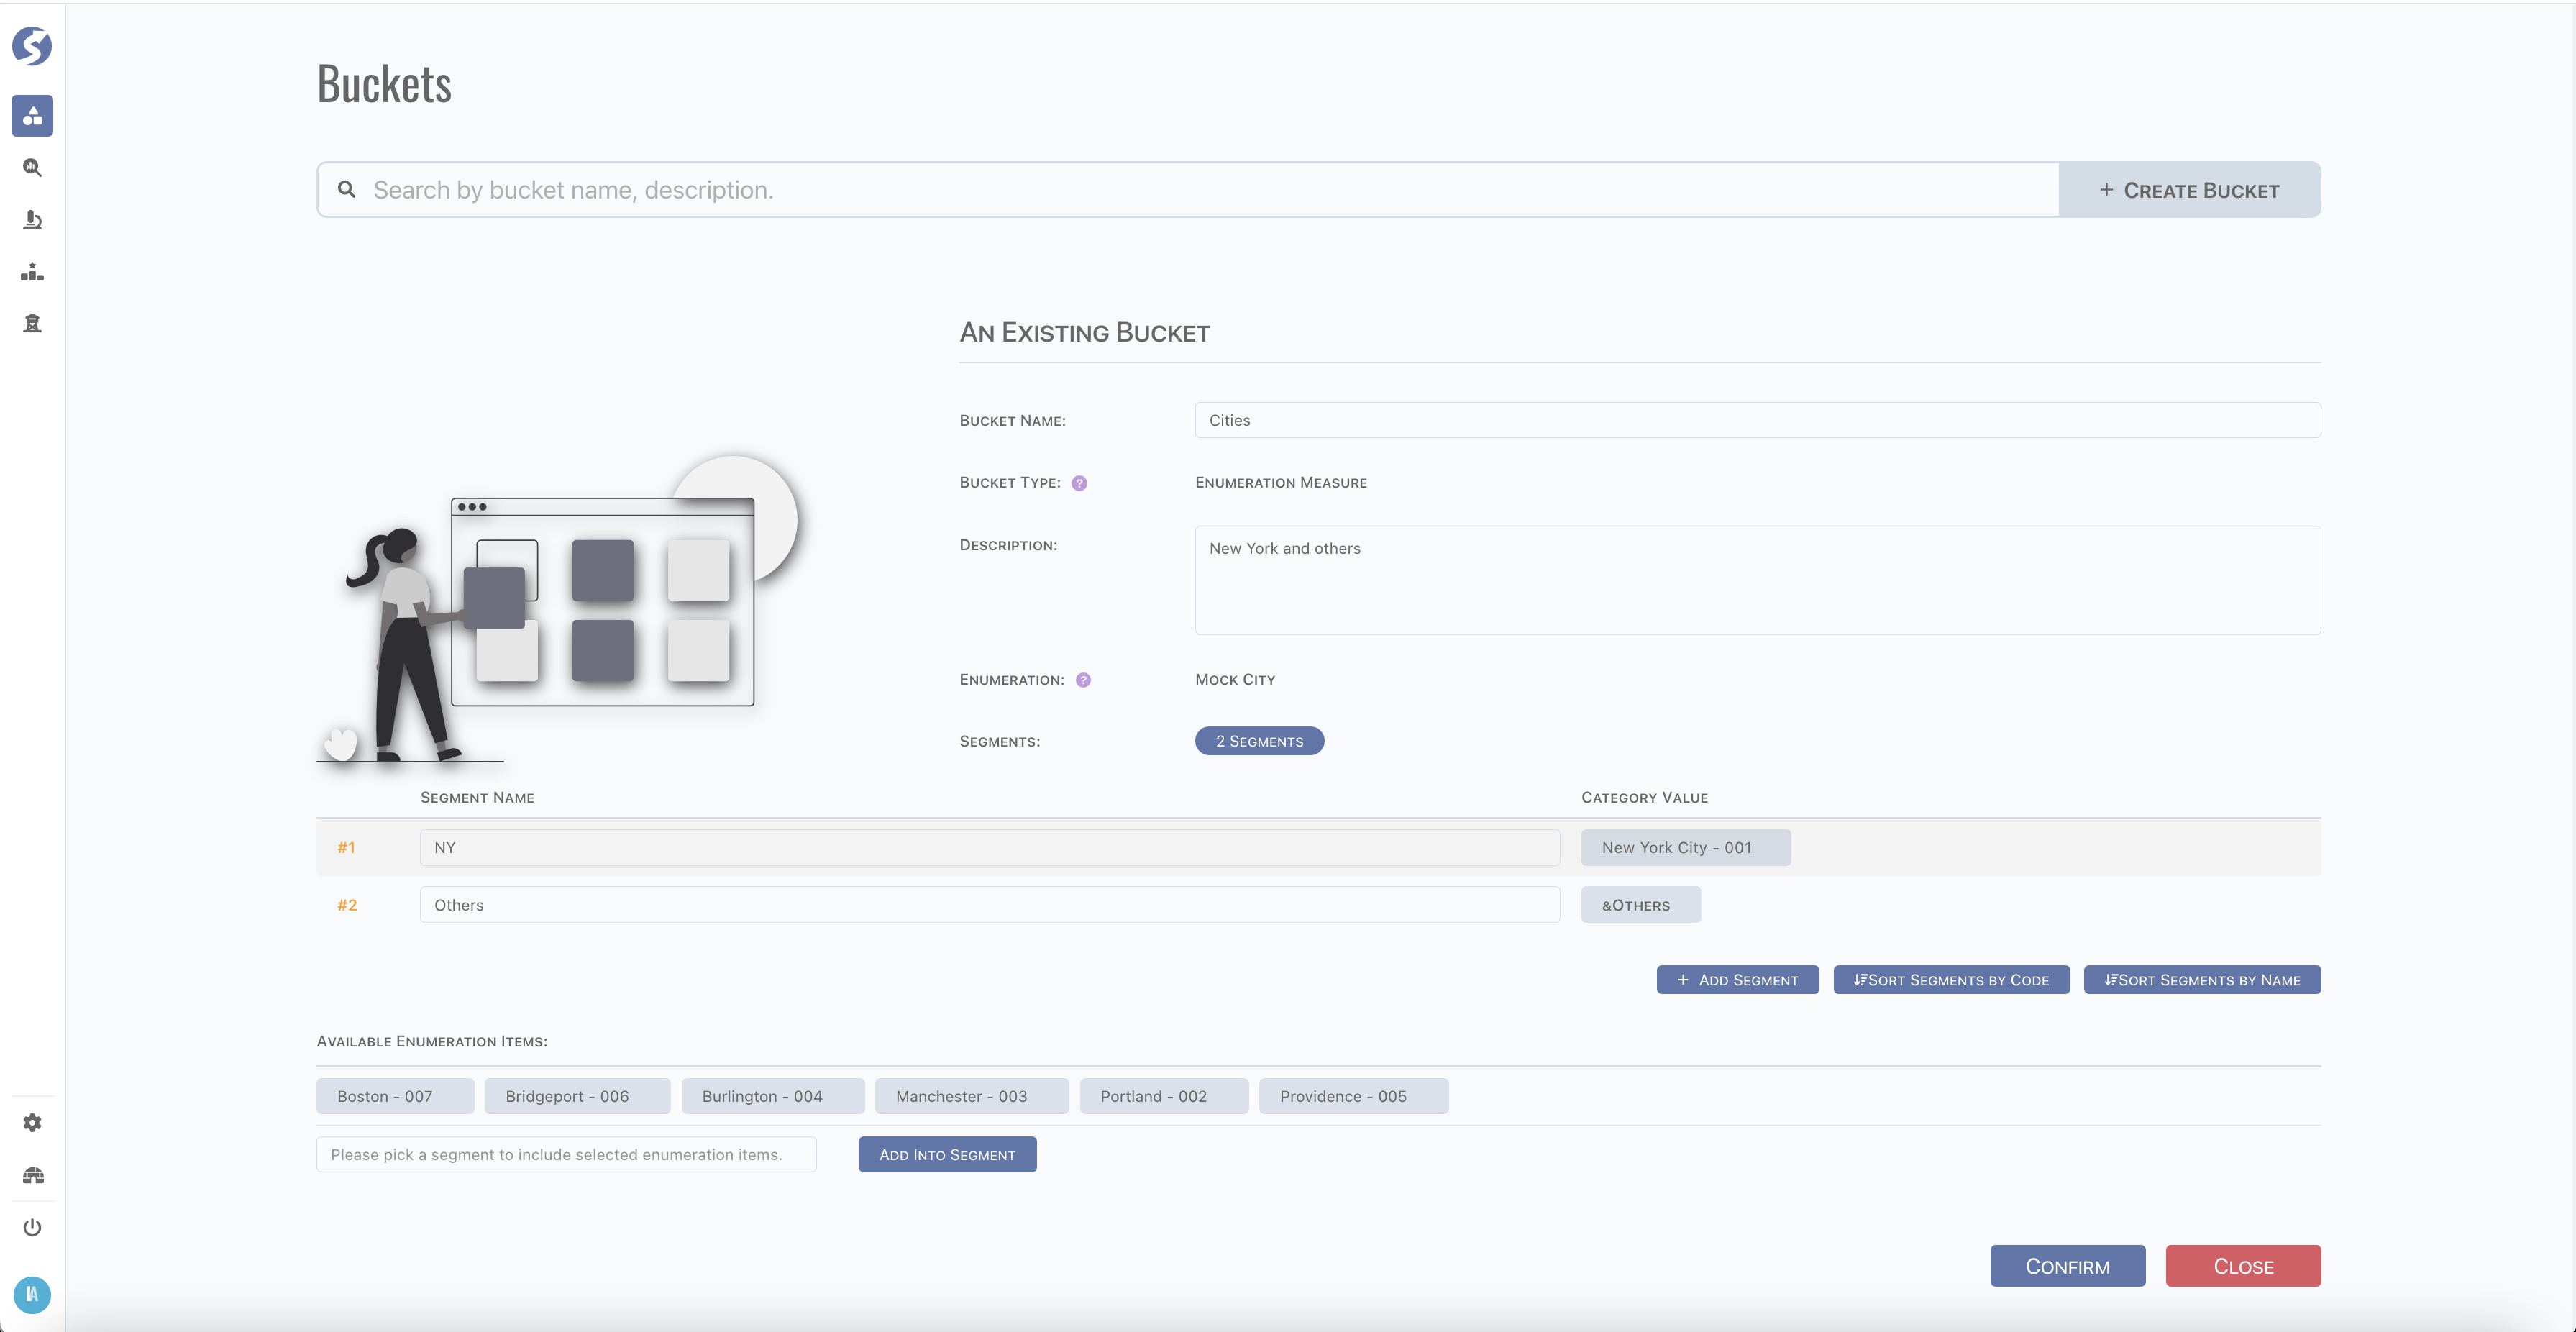 Buckets
Search by bucket name, description.
+ CREATE BUCKET
AN EXISTING BUCKET
BUCKET NAME:
Cities
BUCKET TYPE: ?
ENUMERATION MEASURE
DESCRIPTION:
New York and others
ENUMERATION: ?
MOCK CITY
SEGMENTS:
2 SEGMENTS
SEGMENT NAME
CATEGORY VALUE
#1
NY
New York City - 001
#2
Others
&OTHERS
+ ADD SEGMENT
SORT SEGMENTS BY CODE
SORT SEGMENTS BY NAME
AVAILABLE ENUMERATION ITEMS:
Boston - 007
Bridgeport - 006
Burlington - 004
Manchester - 003
Portland - 002
Providence - 005
Please pick a segment to include selected enumeration items.
ADD INTO SEGMENT
CONFIRM
CLOSE
IA